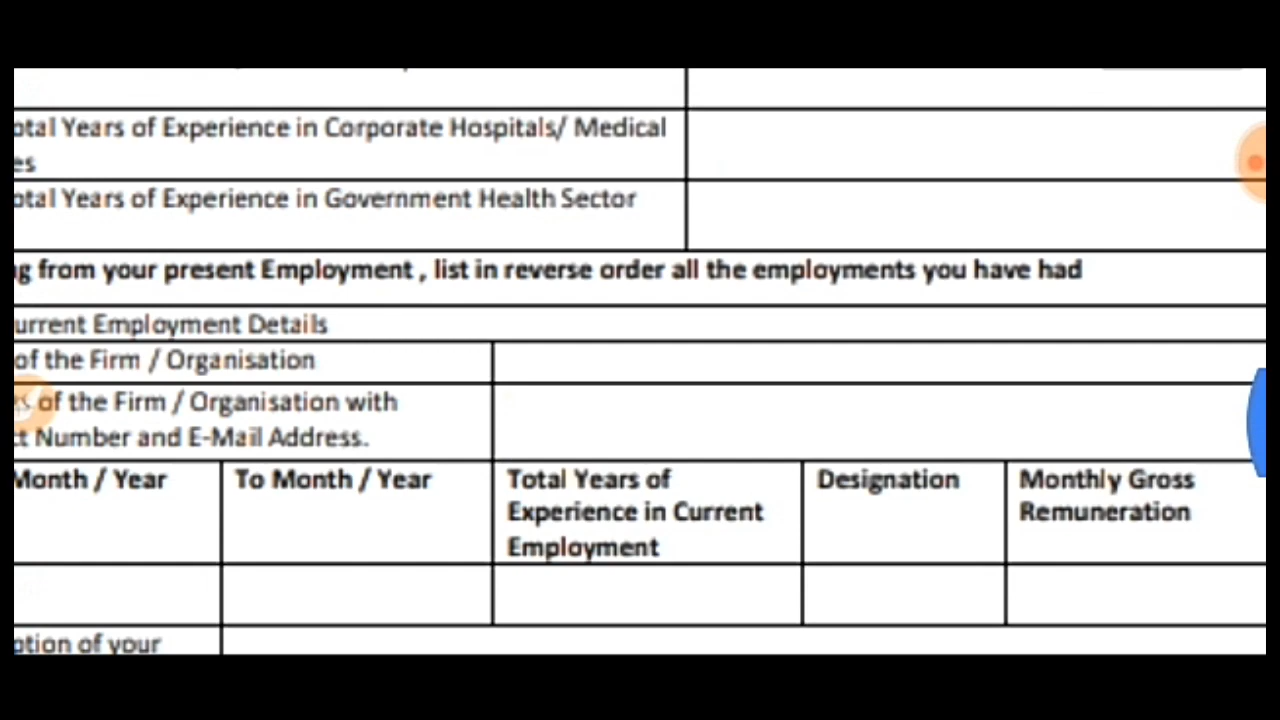 otal Years of Experience in Corporate Hospitals/ Medical
es
otal Years of Experience in Government Health Sector
g from your present Employment , list in reverse order all the employments you have had
urrent Employment Details
of the Firm / Organisation
of the Firm / Organisation with
ct Number and E-Mail Address.
Month / Year To Month / Year Total Years of Experience in Current Employment Designation Monthly Gross Remuneration
ption of your